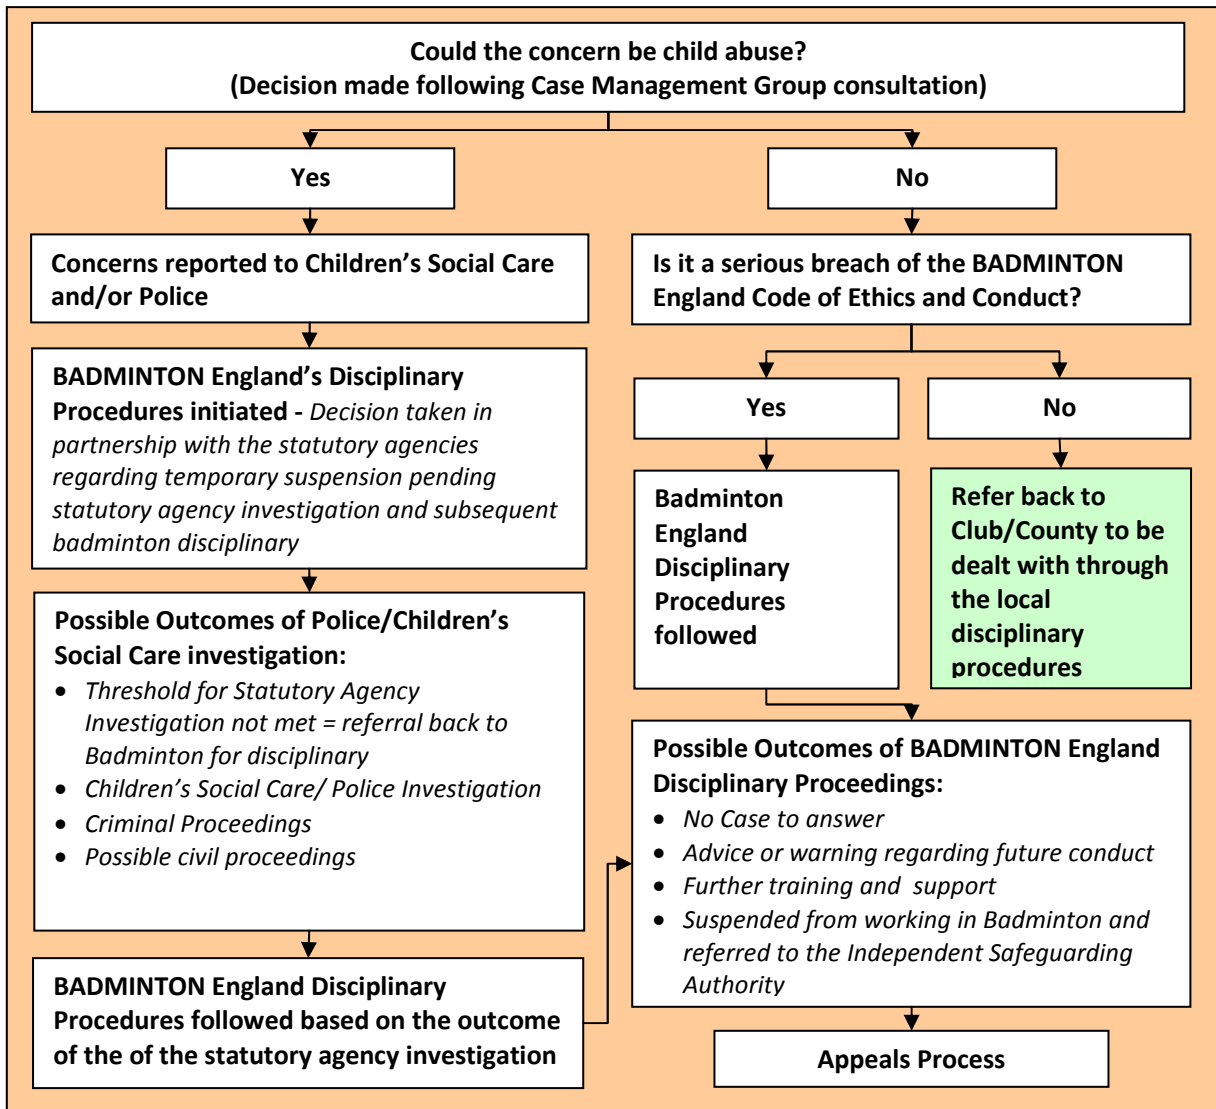 Could the concern be child abuse?
(Decision made following Case Management Group consultation)
Yes
No
Concerns reported to Children’s Social Care
and/or Police
Is it a serious breach of the BADMINTON
England Code of Ethics and Conduct?
BADMINTON England’s Disciplinary
Procedures initiated - Decision taken in
partnership with the statutory agencies
regarding temporary suspension pending
statutory agency investigation and subsequent
badminton disciplinary
Yes
No
Badminton
England
Disciplinary
Procedures
followed
Refer back to
Club/County to be
dealt with through
the local
disciplinary
procedures
Possible Outcomes of Police/Children’s
Social Care investigation:
• Threshold for Statutory Agency
Investigation not met = referral back to
Badminton for disciplinary
• Children’s Social Care/ Police Investigation
• Criminal Proceedings
• Possible civil proceedings
Possible Outcomes of BADMINTON England
Disciplinary Proceedings:
• No Case to answer
• Advice or warning regarding future conduct
• Further training and  support
• Suspended from working in Badminton and
referred to the Independent Safeguarding
Authority
BADMINTON England Disciplinary
Procedures followed based on the outcome
of the of the statutory agency investigation
Appeals Process